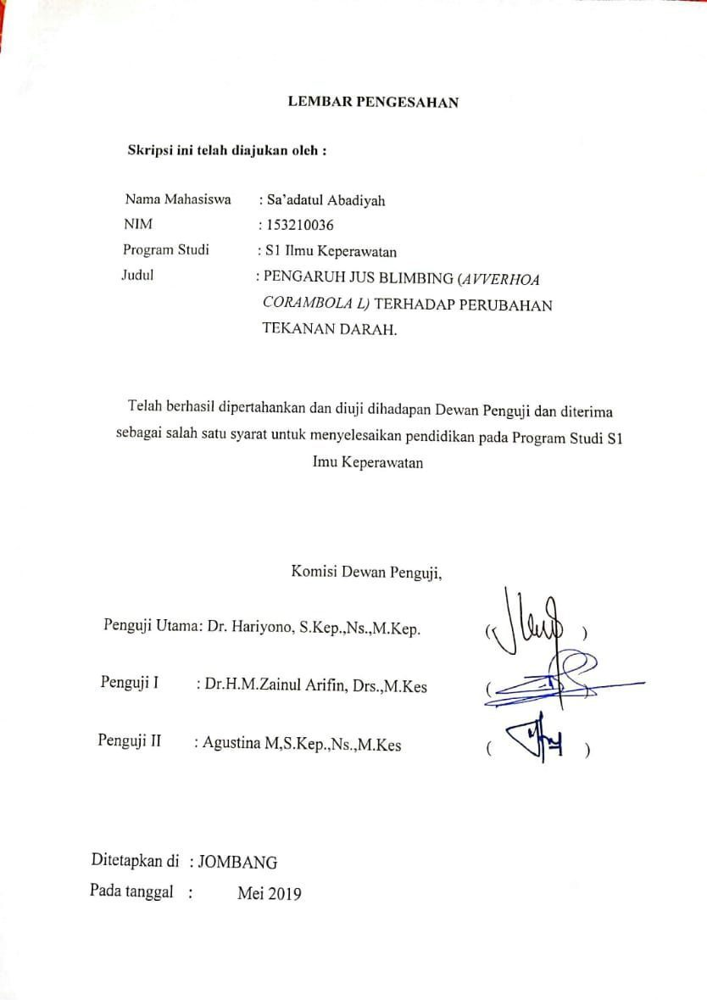 LEMBAR PENGESAHAN
Skripsi ini telah diajukan oleh :
Nama Mahasiswa : Sa'adatul Abadiyah
NIM : 153210036
Program Studi : S1 Ilmu Keperawatan
Judul : PENGARUH JUS BLIMBING (AVVERHOA
CORAMBOLA L) TERHADAP PERUBAHAN
TEKANAN DARAH.
Telah berhasil dipertahankan dan diuji dihadapan Dewan Penguji dan diterima
sebagai salah satu syarat untuk menyelesaikan pendidikan pada Program Studi S1
Imu Keperawatan
Komisi Dewan Penguji,
Penguji Utama: Dr. Hariyono, S.Kep.,Ns.,M.Kep. ( )
Penguji I : Dr.H.M.Zainul Arifin, Drs.,M.Kes ( )
Penguji II : Agustina M,S.Kep.,Ns.,M.Kes ( )
Ditetapkan di : JOMBANG
Pada tanggal : Mei 2019